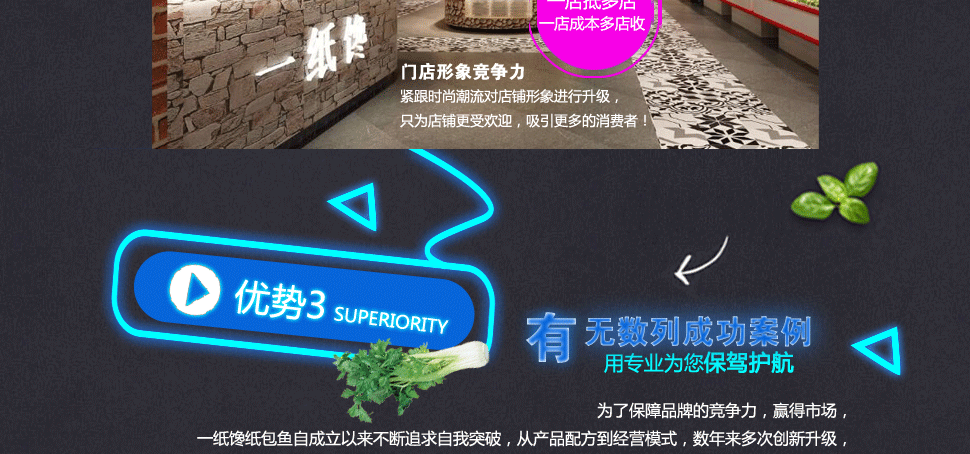 一店抵多店
一店成本多店收
一纸馋
门店形象竞争力
紧跟时尚潮流对店铺形象进行升级，
只为店铺更受欢迎，吸引更多的消费者！
优势3 SUPERIORITY
有 无数列成功案例
用专业为您保驾护航
为了保障品牌的竞争力，赢得市场，
一纸馋纸包鱼自成立以来不断追求自我突破，从产品配方到经营模式，数年来多次创新升级，